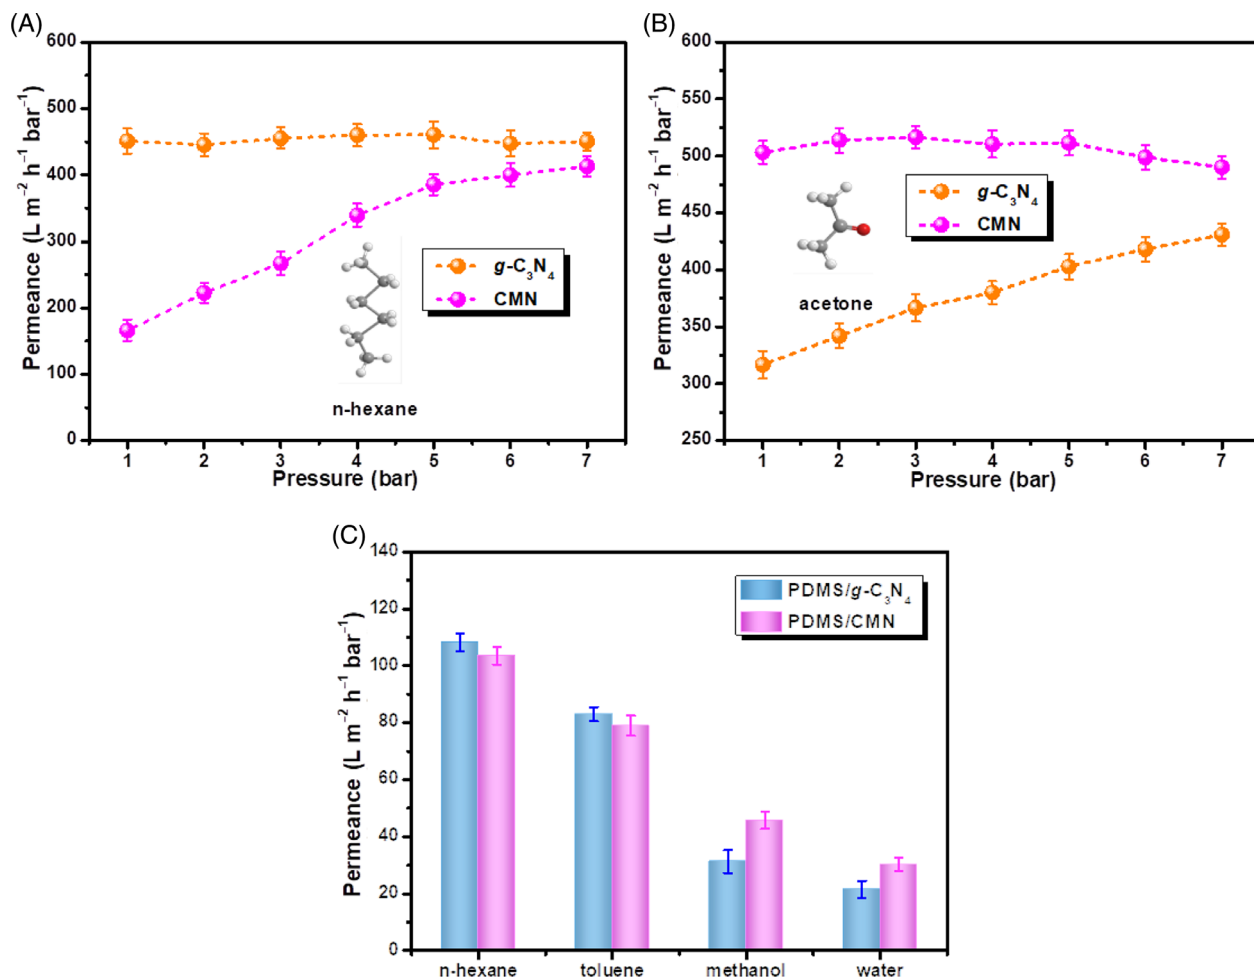 (A)
600
500
400
300
200
100
0
Permeance (L m⁻² h⁻¹ bar⁻¹)
g-C₃N₄
CMN
n-hexane
1 2 3 4 5 6 7
Pressure (bar)
(B)
600
550
500
450
400
350
300
250
Permeance (L m⁻² h⁻¹ bar⁻¹)
g-C₃N₄
CMN
acetone
1 2 3 4 5 6 7
Pressure (bar)
(C)
140
120
100
80
60
40
20
0
Permeance (L m⁻² h⁻¹ bar⁻¹)
PDMS/g-C₃N₄
PDMS/CMN
n-hexane toluene methanol water